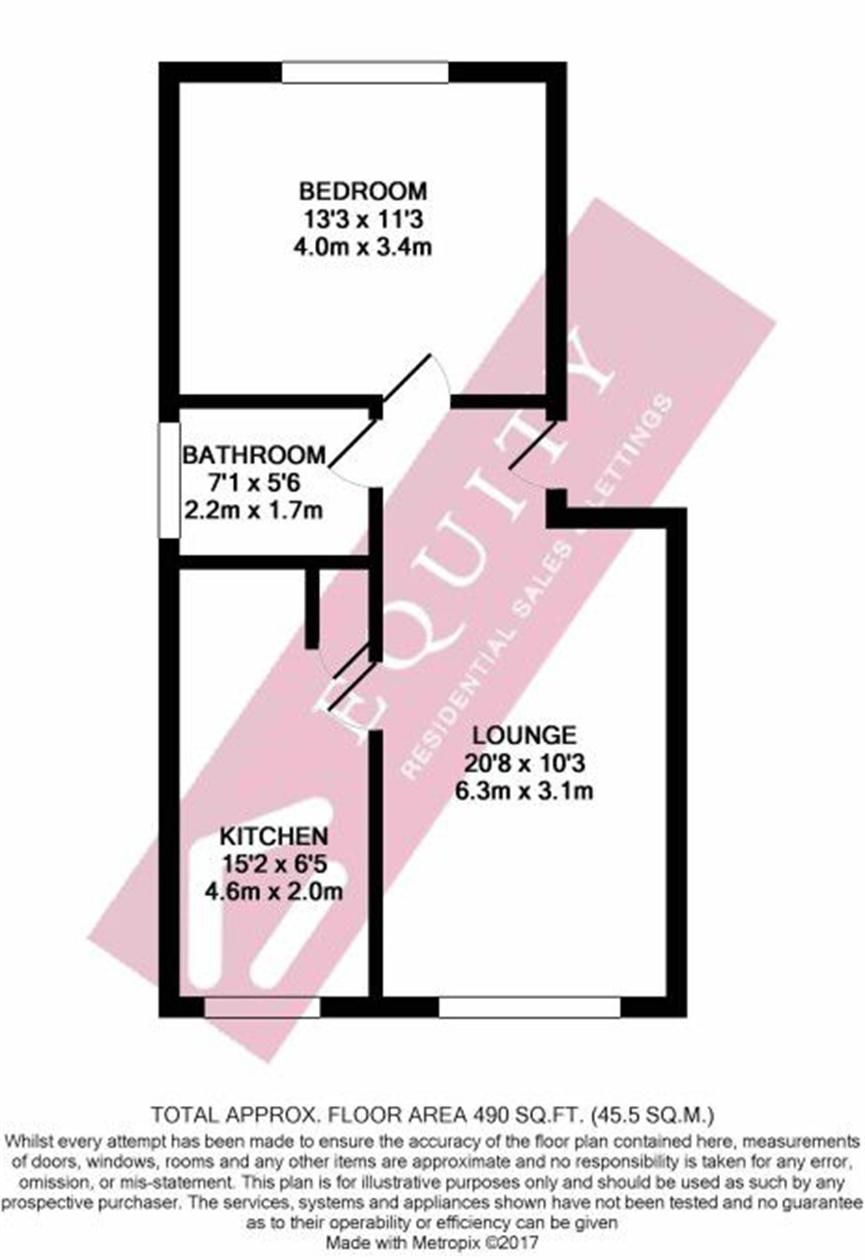 BEDROOM
13'3 x 11'3
4.0m x 3.4m
BATHROOM
7'1 x 5'6
2.2m x 1.7m
EQUITY
RESIDENTIAL SALES & LETTINGS
LOUNGE
20'8 x 10'3
6.3m x 3.1m
KITCHEN
15'2 x 6'5
4.6m x 2.0m
TOTAL APPROX. FLOOR AREA 490 SQ.FT. (45.5 SQ.M.)
Whilst every attempt has been made to ensure the accuracy of the floor plan contained here, measurements
of doors, windows, rooms and any other items are approximate and no responsibility is taken for any error,
omission, or mis-statement. This plan is for illustrative purposes only and should be used as such by any
prospective purchaser. The services, systems and appliances shown have not been tested and no guarantee
as to their operability or efficiency can be given
Made with Metropix ©2017